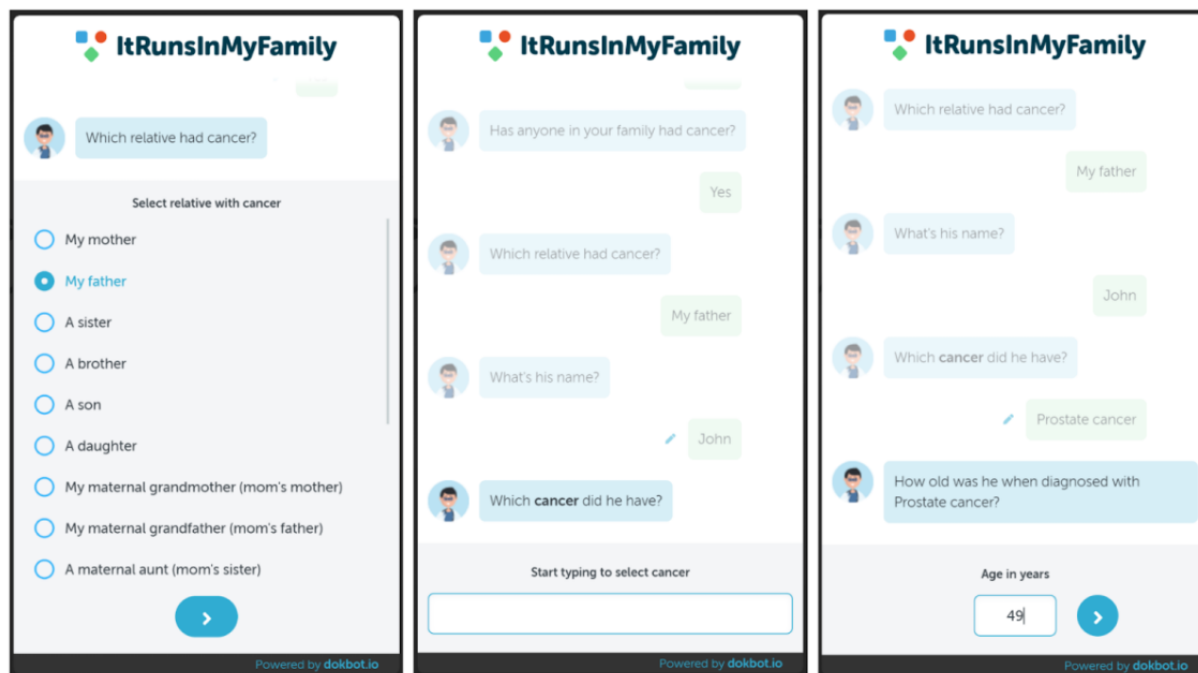 ItRunsInMyFamily
Which relative had cancer?
Select relative with cancer
My mother
My father
A sister
A brother
A son
A daughter
My maternal grandmother (mom's mother)
My maternal grandfather (mom's father)
A maternal aunt (mom's sister)
Powered by dokbot.io
ItRunsInMyFamily
Has anyone in your family had cancer?
Yes
Which relative had cancer?
My father
What's his name?
John
Which cancer did he have?
Start typing to select cancer
Powered by dokbot.io
ItRunsInMyFamily
Which relative had cancer?
My father
What's his name?
John
Which cancer did he have?
Prostate cancer
How old was he when diagnosed with
Prostate cancer?
Age in years
49
Powered by dokbot.io